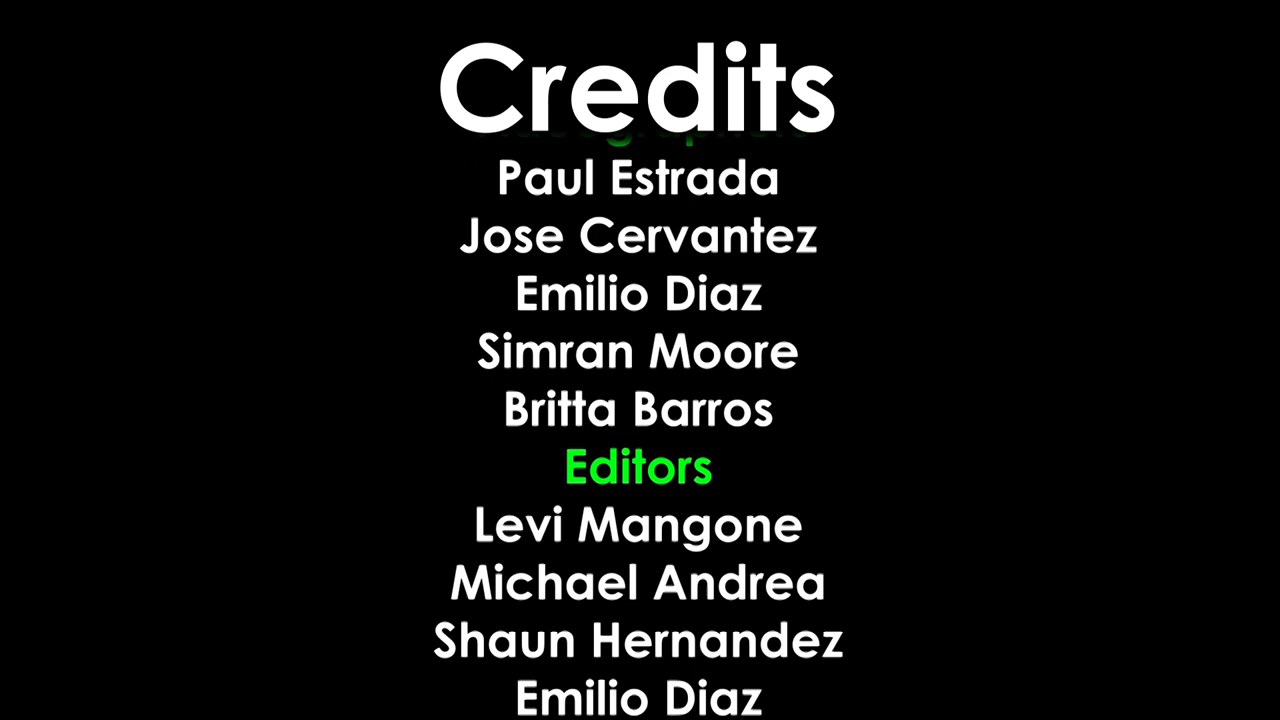 Credits
Paul Estrada
Jose Cervantez
Emilio Diaz
Simran Moore
Britta Barros
Editors
Levi Mangone
Michael Andrea
Shaun Hernandez
Emilio Diaz